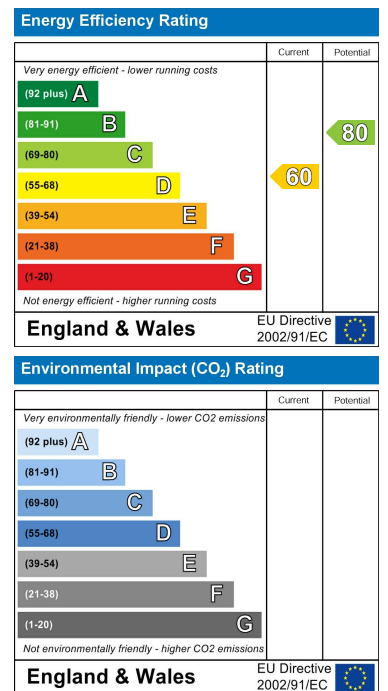 Energy Efficiency Rating
Current Potential
Very energy efficient - lower running costs
(92 plus) A
(81-91) B
(69-80) C
(55-68) D
(39-54) E
(21-38) F
(1-20) G
80
60
Not energy efficient - higher running costs
England & Wales
EU Directive
2002/91/EC
Environmental Impact (CO₂) Rating
Current Potential
Very environmentally friendly - lower CO2 emissions
(92 plus) A
(81-91) B
(69-80) C
(55-68) D
(39-54) E
(21-38) F
(1-20) G
Not environmentally friendly - higher CO2 emissions
England & Wales
EU Directive
2002/91/EC